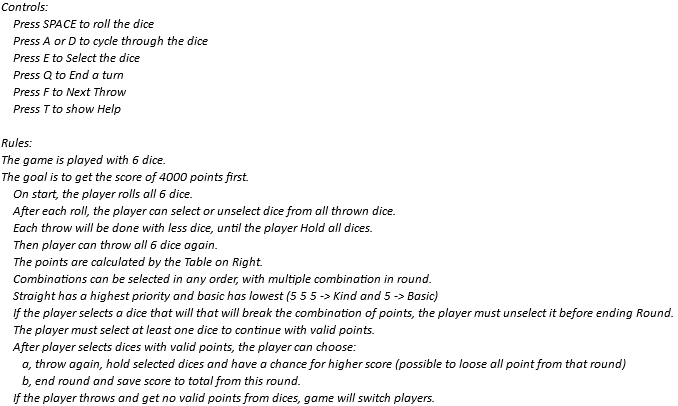 Controls:
Press SPACE to roll the dice
Press A or D to cycle through the dice
Press E to Select the dice
Press Q to End a turn
Press F to Next Throw
Press T to show Help
Rules:
The game is played with 6 dice.
The goal is to get the score of 4000 points first.
On start, the player rolls all 6 dice.
After each roll, the player can select or unselect dice from all thrown dice.
Each throw will be done with less dice, until the player Hold all dices.
Then player can throw all 6 dice again.
The points are calculated by the Table on Right.
Combinations can be selected in any order, with multiple combination in round.
Straight has a highest priority and basic has lowest (5 5 5 -> Kind and 5 -> Basic)
If the player selects a dice that will that will break the combination of points, the player must unselect it before ending Round.
The player must select at least one dice to continue with valid points.
After player selects dices with valid points, the player can choose:
a, throw again, hold selected dices and have a chance for higher score (possible to loose all point from that round)
b, end round and save score to total from this round.
If the player throws and get no valid points from dices, game will switch players.